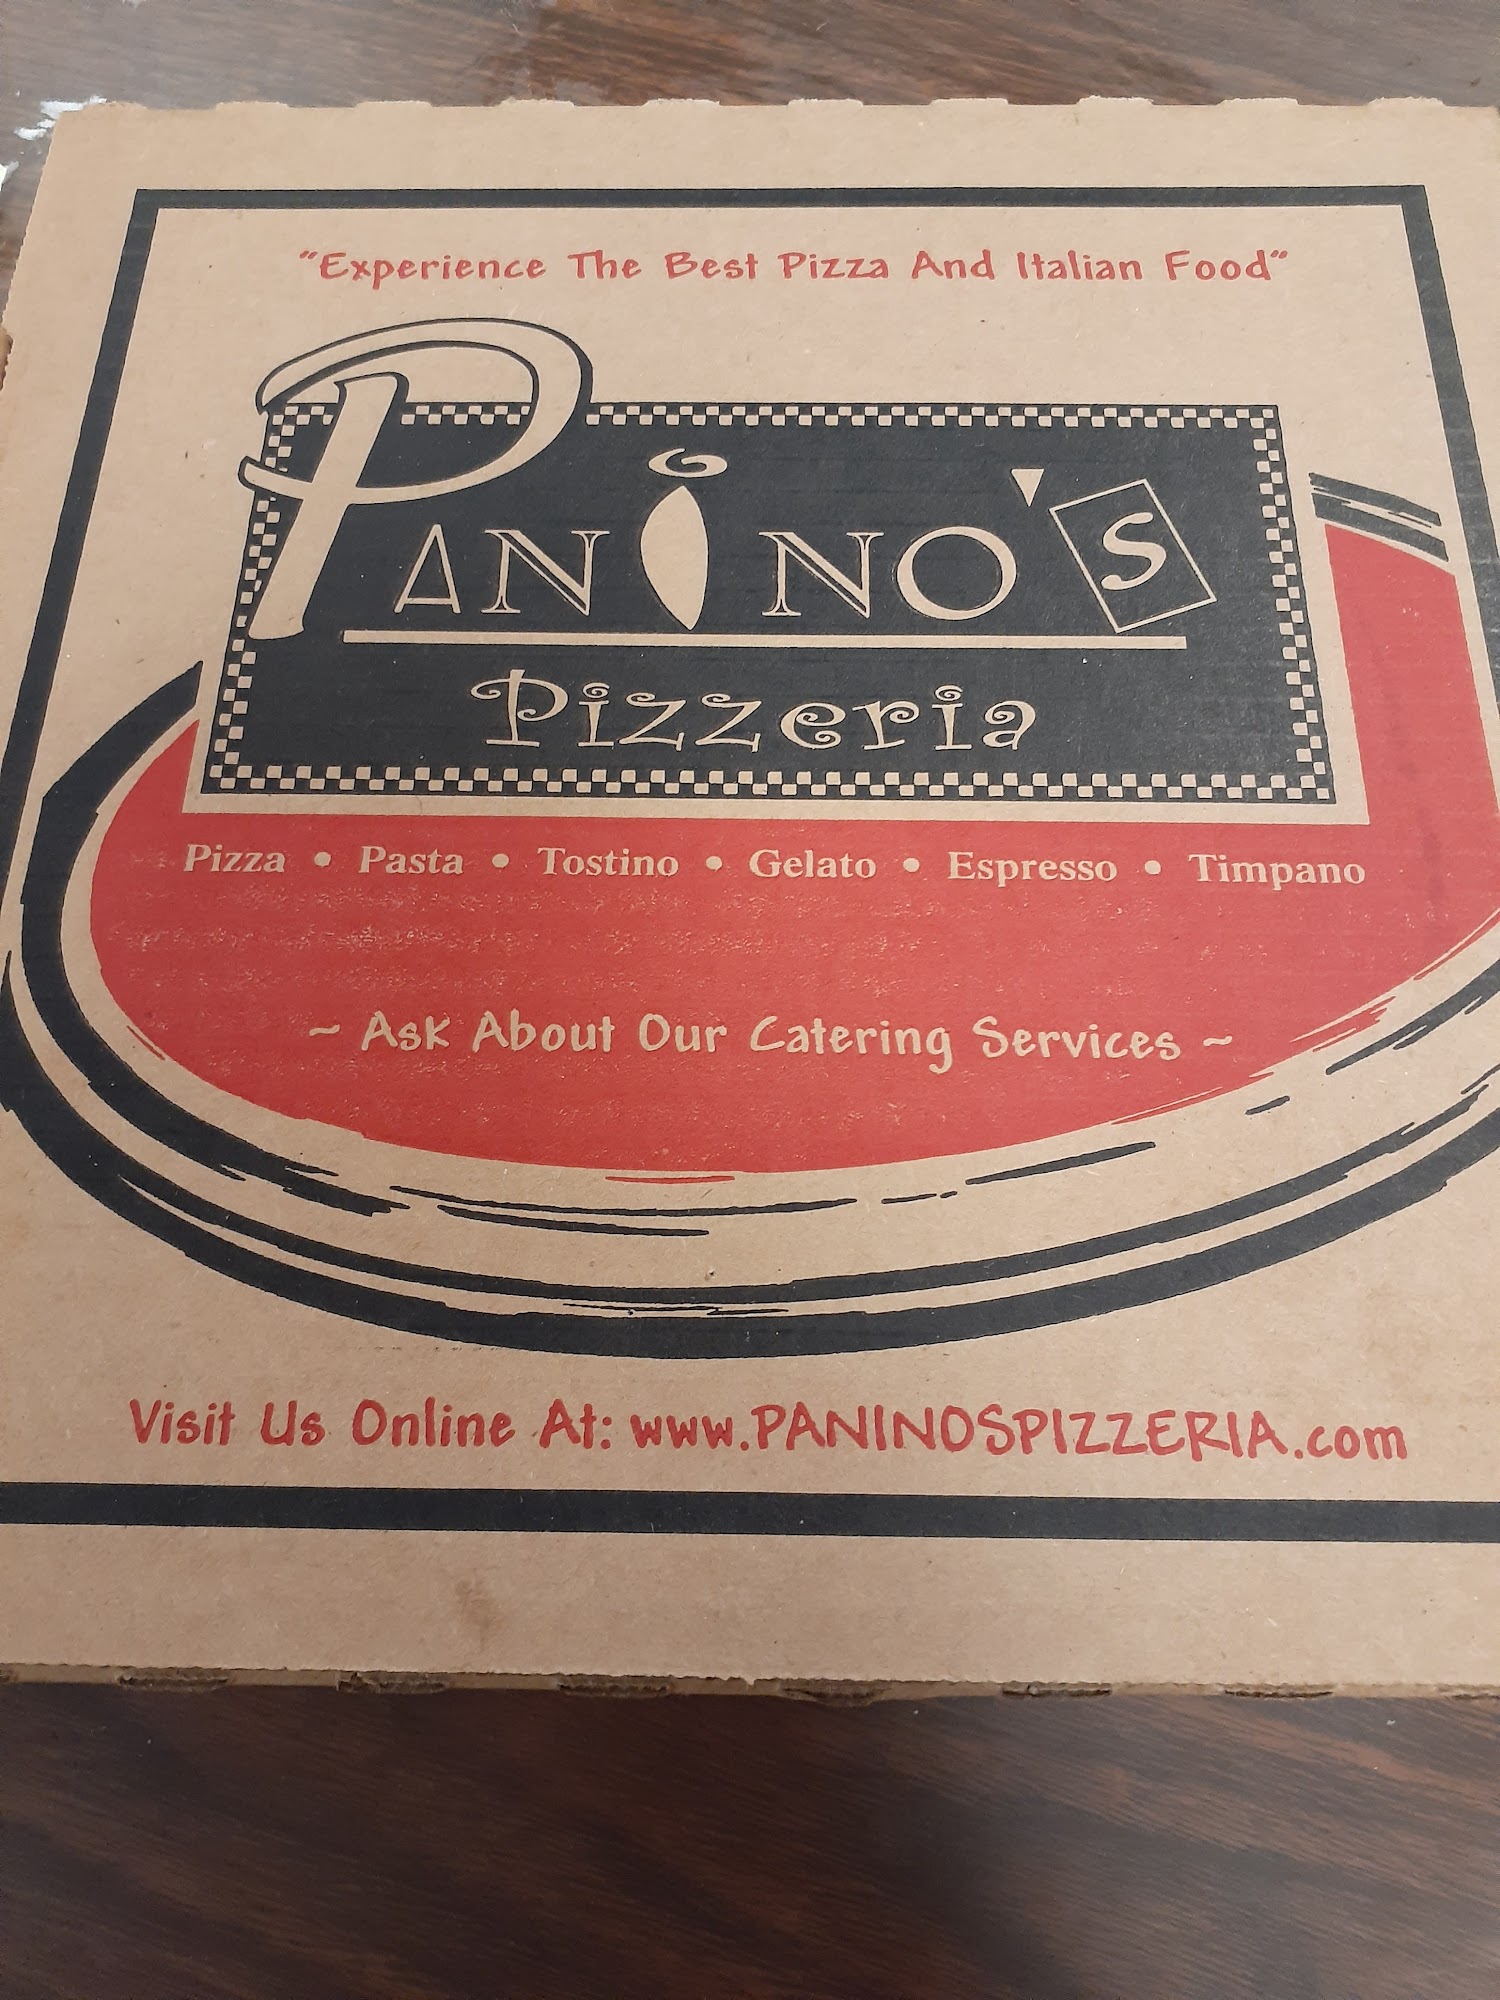 "Experience The Best Pizza And Italian Food"
PANiNO'S
Pizzeria
Pizza • Pasta • Tostino • Gelato • Espresso • Timpano
~ Ask About Our Catering Services ~
Visit Us Online At: www.PANINOSPIZZERIA.com